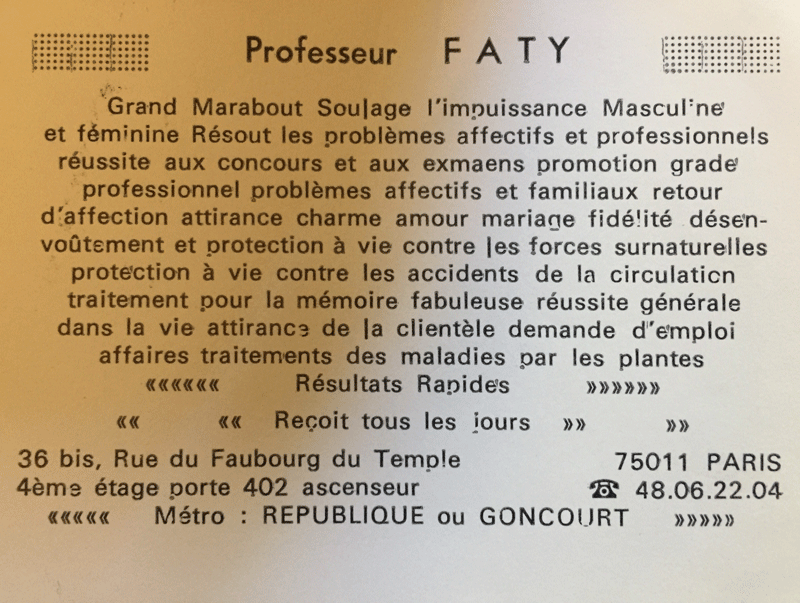 Professeur FATY
Grand Marabout Soulage l'impuissance Masculine
et féminine Résout les problèmes affectifs et professionnels
réussite aux concours et aux exmaens promotion grade
professionnel problèmes affectifs et familiaux retour
d'affection attirance charme amour mariage fidélité désen-
voûtement et protection à vie contre les forces surnaturelles
protection à vie contre les accidents de la circulation
traitement pour la mémoire fabuleuse réussite générale
dans la vie attirance de la clientèle demande d'emploi
affaires traitements des maladies par les plantes
«««««« Résultats Rapides »»»»»»
«« «« Reçoit tous les jours »» »»
36 bis, Rue du Faubourg du Temple 75011 PARIS
4ème étage porte 402 ascenseur ☎ 48.06.22.04
««««« Métro : REPUBLIQUE ou GONCOURT »»»»»